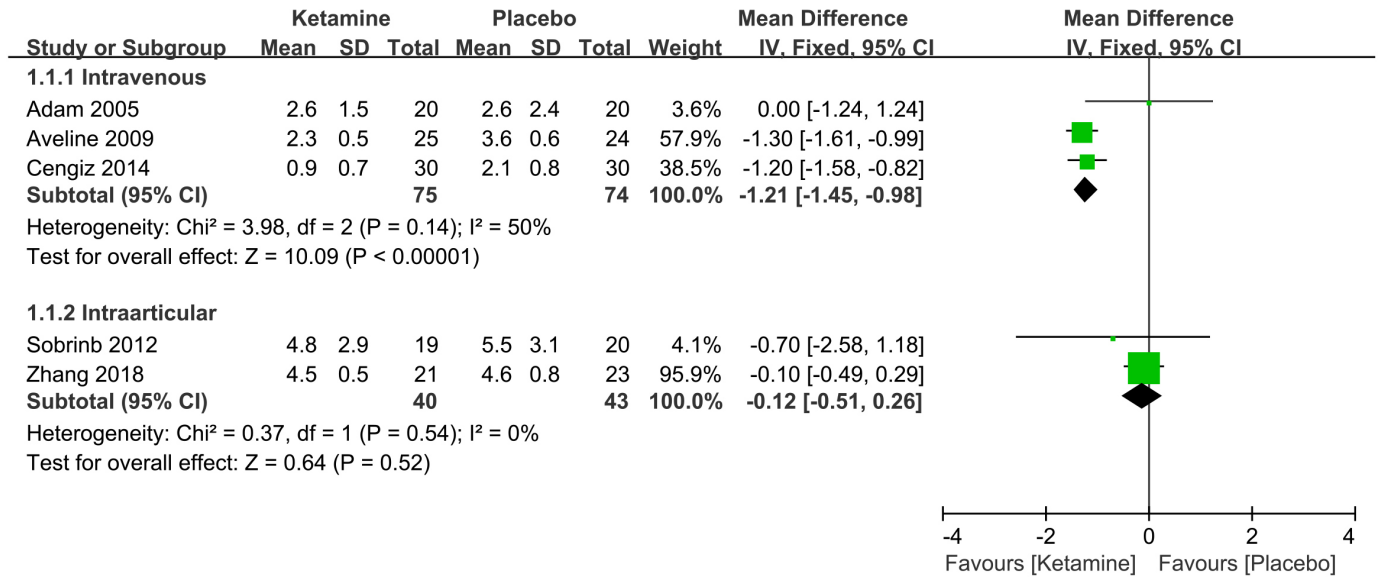 Ketamine Placebo Mean Difference Mean Difference
Study or Subgroup Mean SD Total Mean SD Total Weight IV, Fixed, 95% CI IV, Fixed, 95% CI
1.1.1 Intravenous
Adam 2005 2.6 1.5 20 2.6 2.4 20 3.6% 0.00 [-1.24, 1.24]
Aveline 2009 2.3 0.5 25 3.6 0.6 24 57.9% -1.30 [-1.61, -0.99]
Cengiz 2014 0.9 0.7 30 2.1 0.8 30 38.5% -1.20 [-1.58, -0.82]
Subtotal (95% CI) 75 74 100.0% -1.21 [-1.45, -0.98]
Heterogeneity: Chi² = 3.98, df = 2 (P = 0.14); I² = 50%
Test for overall effect: Z = 10.09 (P < 0.00001)
1.1.2 Intraarticular
Sobrinb 2012 4.8 2.9 19 5.5 3.1 20 4.1% -0.70 [-2.58, 1.18]
Zhang 2018 4.5 0.5 21 4.6 0.8 23 95.9% -0.10 [-0.49, 0.29]
Subtotal (95% CI) 40 43 100.0% -0.12 [-0.51, 0.26]
Heterogeneity: Chi² = 0.37, df = 1 (P = 0.54); I² = 0%
Test for overall effect: Z = 0.64 (P = 0.52)
-4 -2 0 2 4
Favours [Ketamine] Favours [Placebo]